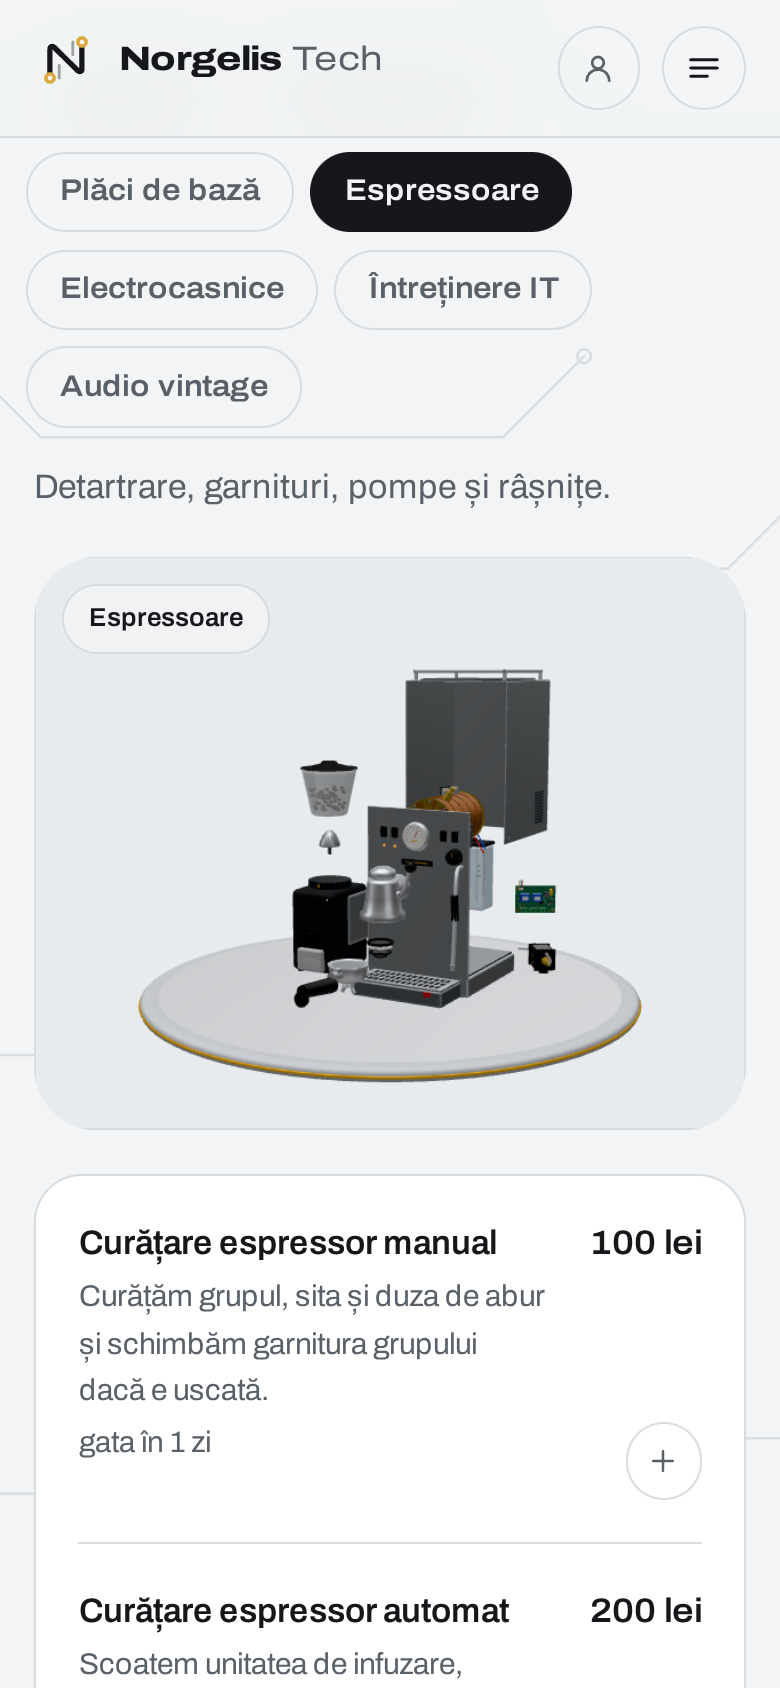 Norgelis Tech
Plăci de bază
Espressoare
Electrocasnice
Întreținere IT
Audio vintage
Detartrare, garnituri, pompe și râșnițe.
Espressoare
Curățare espressor manual
100 lei
Curățăm grupul, sita și duza de abur
și schimbăm garnitura grupului
dacă e uscată.
gata în 1 zi
Curățare espressor automat
200 lei
Scoatem unitatea de infuzare,